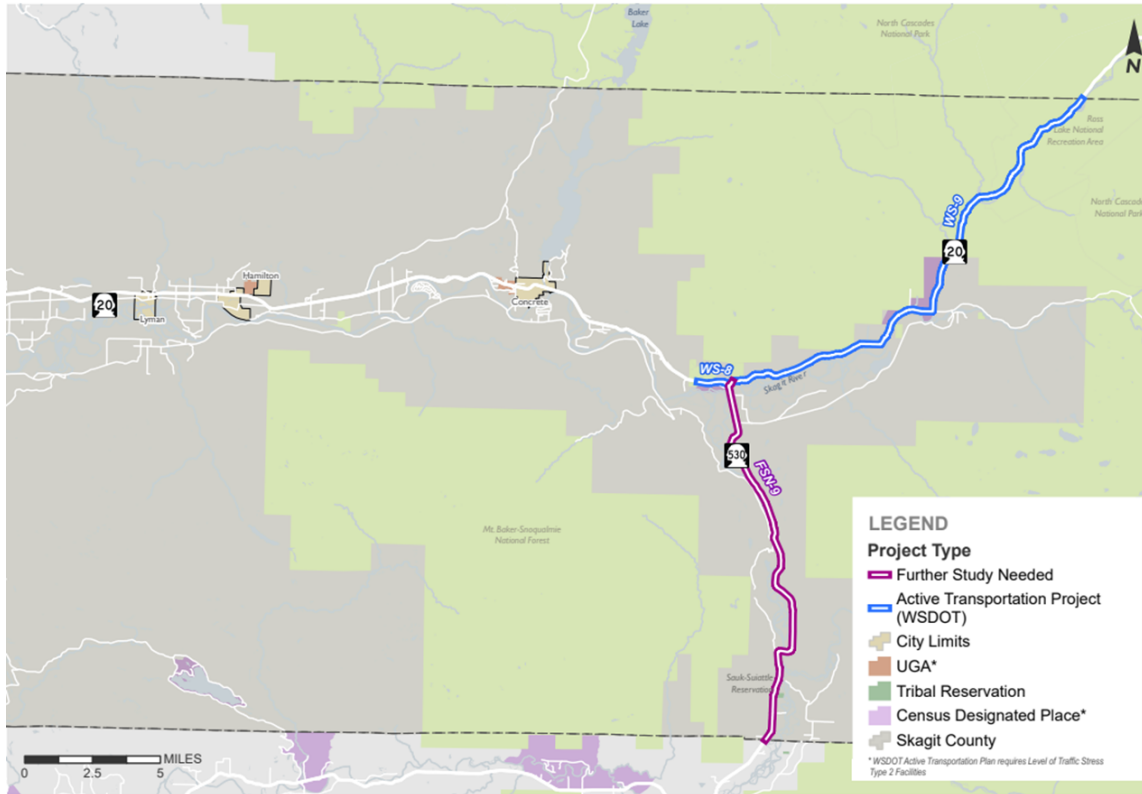 Baker
Lake
North Cascades
National Park
N
Ross
Lake National
Recreation Area
WS-9
North Cascades
National Park
20
Hamilton
20
Lyman
Concrete
WS-8
Skagit River
530
FSN-9
Mt. Baker-Snoqualmie
National Forest
Sauk-Suiattle
Reservation
LEGEND
Project Type
Further Study Needed
Active Transportation Project
(WSDOT)
City Limits
UGA*
Tribal Reservation
Census Designated Place*
Skagit County
* WSDOT Active Transportation Plan requires Level of Traffic Stress
Type 2 Facilities
MILES
0 2.5 5